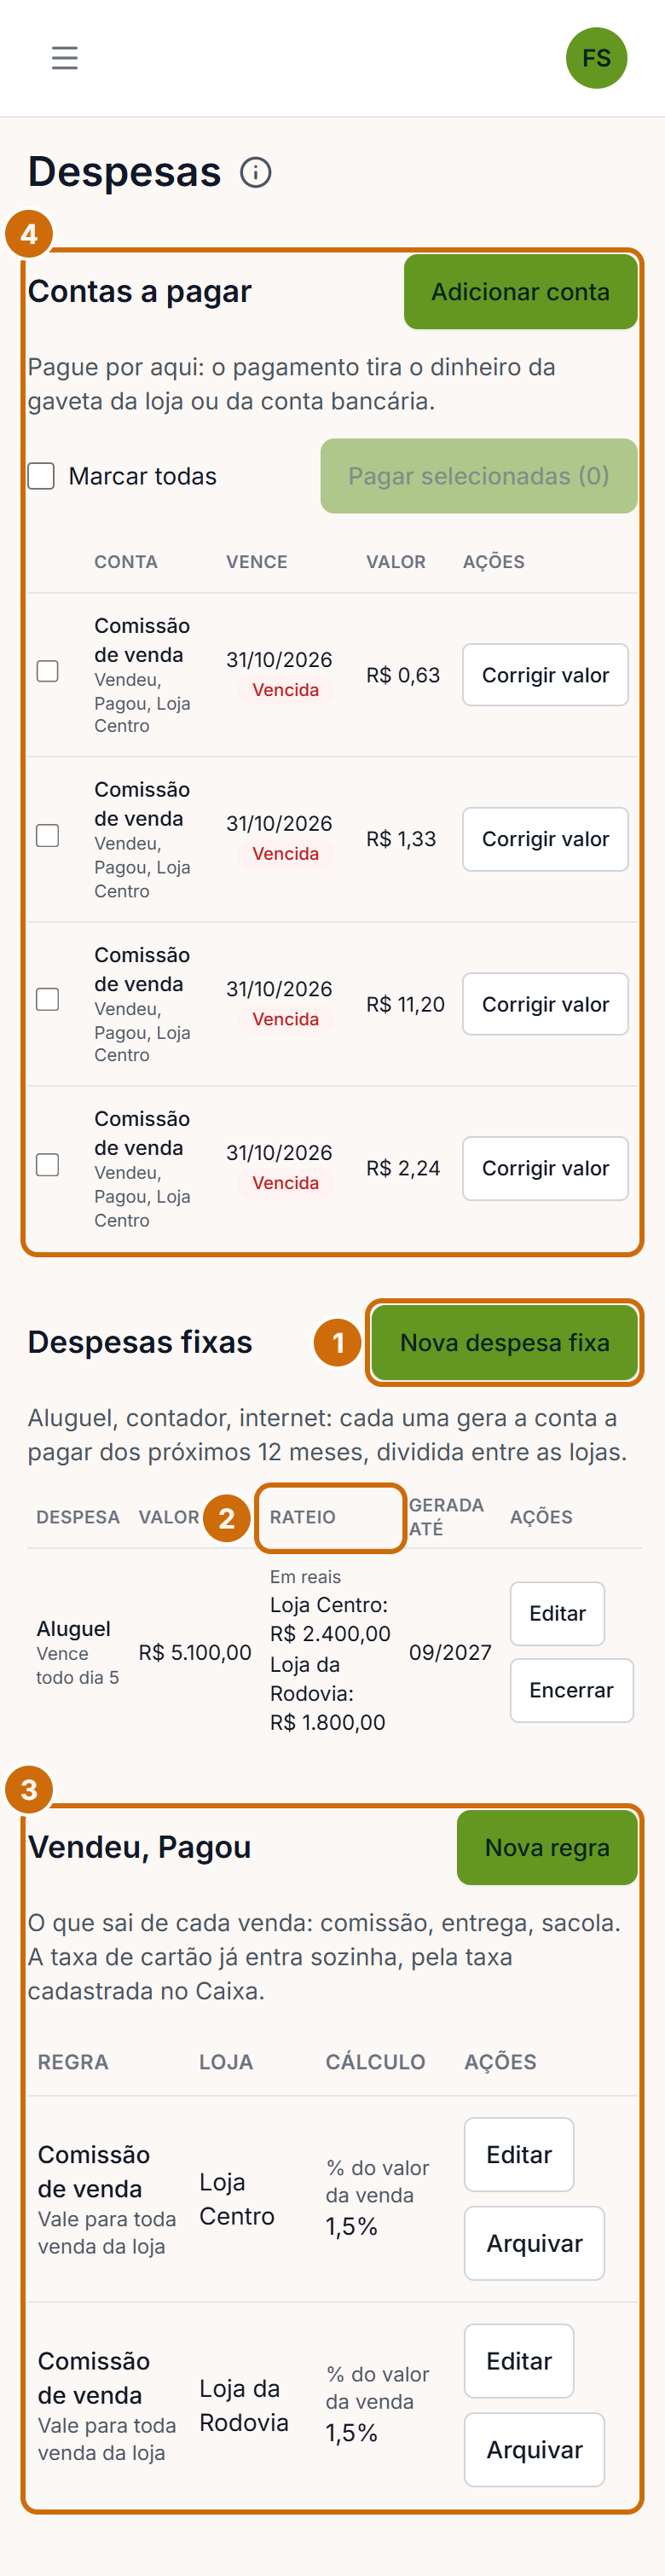 FS
Despesas
4
Contas a pagar
Adicionar conta
Pague por aqui: o pagamento tira o dinheiro da
gaveta da loja ou da conta bancária.
Marcar todas
Pagar selecionadas (0)
CONTA VENCE VALOR AÇÕES
Comissão
de venda
Vendeu,
Pagou, Loja
Centro
31/10/2026
Vencida
R$ 0,63
Corrigir valor
Comissão
de venda
Vendeu,
Pagou, Loja
Centro
31/10/2026
Vencida
R$ 1,33
Corrigir valor
Comissão
de venda
Vendeu,
Pagou, Loja
Centro
31/10/2026
Vencida
R$ 11,20
Corrigir valor
Comissão
de venda
Vendeu,
Pagou, Loja
Centro
31/10/2026
Vencida
R$ 2,24
Corrigir valor
Despesas fixas
1
Nova despesa fixa
Aluguel, contador, internet: cada uma gera a conta a
pagar dos próximos 12 meses, dividida entre as lojas.
DESPESA VALOR 2 RATEIO GERADA
ATÉ
AÇÕES
Aluguel
Vence
todo dia 5
R$ 5.100,00
Em reais
Loja Centro:
R$ 2.400,00
Loja da
Rodovia:
R$ 1.800,00
09/2027
Editar
Encerrar
3
Vendeu, Pagou
Nova regra
O que sai de cada venda: comissão, entrega, sacola.
A taxa de cartão já entra sozinha, pela taxa
cadastrada no Caixa.
REGRA LOJA CÁLCULO AÇÕES
Comissão
de venda
Vale para toda
venda da loja
Loja
Centro
% do valor
da venda
1,5%
Editar
Arquivar
Comissão
de venda
Vale para toda
venda da loja
Loja da
Rodovia
% do valor
da venda
1,5%
Editar
Arquivar